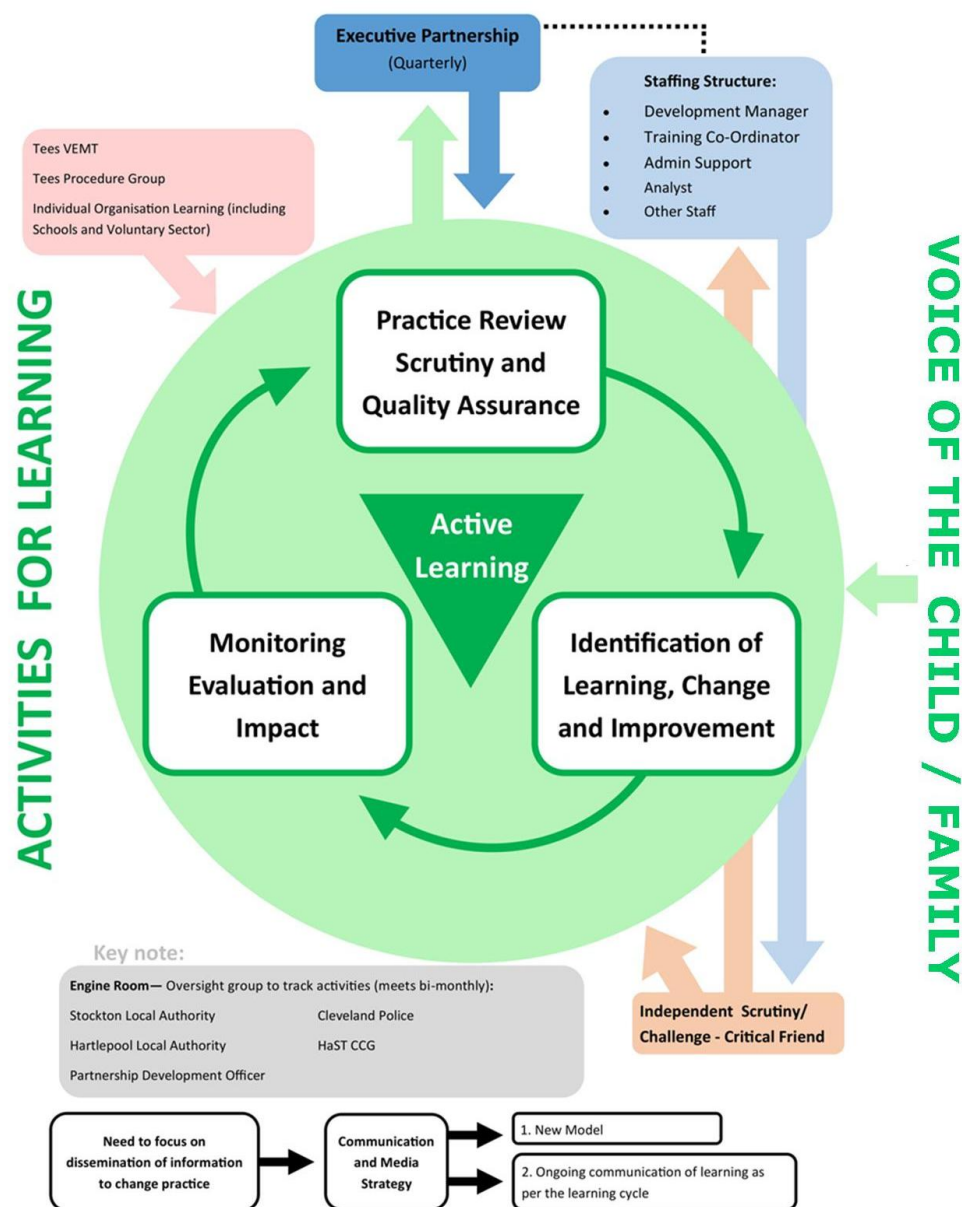 Executive Partnership
(Quarterly)
Staffing Structure:
• Development Manager
• Training Co-Ordinator
• Admin Support
• Analyst
• Other Staff
Tees VEMT
Tees Procedure Group
Individual Organisation Learning (including
Schools and Voluntary Sector)
ACTIVITIES FOR LEARNING
VOICE OF THE CHILD / FAMILY
Practice Review
Scrutiny and
Quality Assurance
Active
Learning
Monitoring
Evaluation and
Impact
Identification of
Learning, Change
and Improvement
Key note:
Engine Room— Oversight group to track activities (meets bi-monthly):
Stockton Local Authority
Cleveland Police
Hartlepool Local Authority
HaST CCG
Partnership Development Officer
Independent Scrutiny/
Challenge - Critical Friend
Need to focus on
dissemination of information
to change practice
Communication
and Media
Strategy
1. New Model
2. Ongoing communication of learning as
per the learning cycle